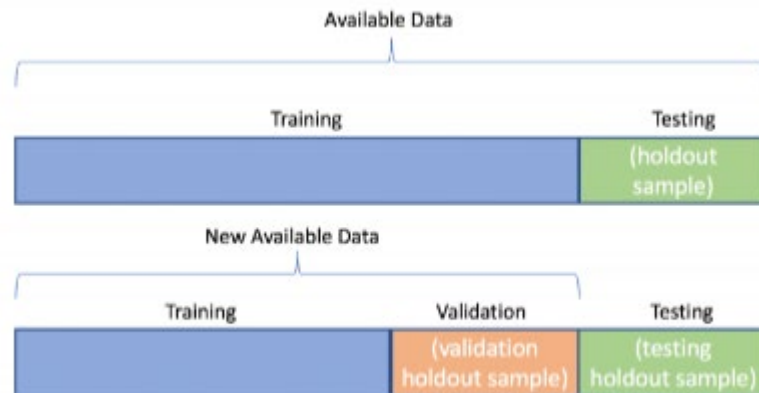 Available Data
Training Testing
(holdout
sample)
New Available Data
Training Validation Testing
(validation (testing
holdout sample) holdout sample)